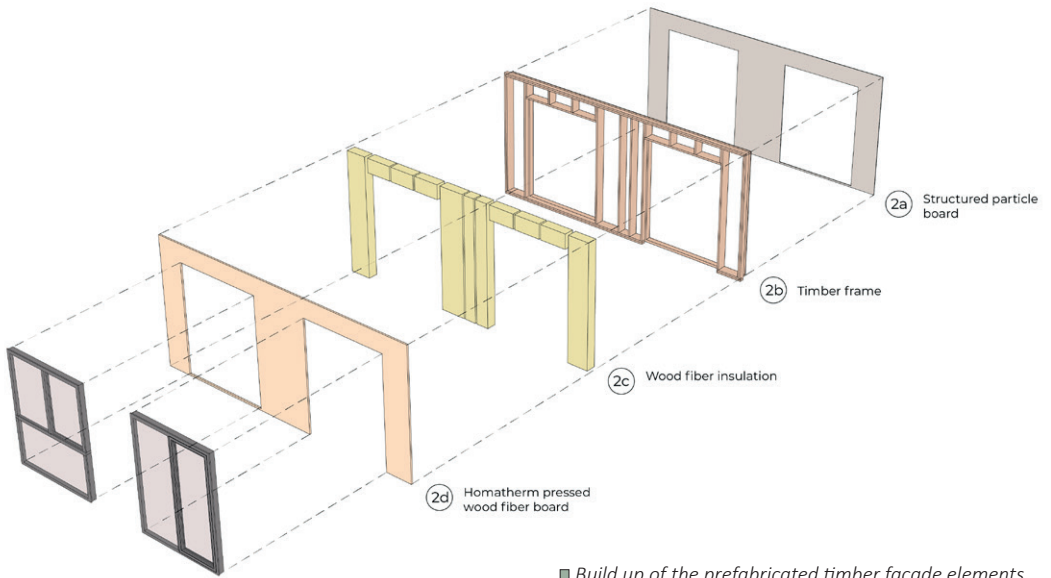 2a Structured particle
board
2b Timber frame
2c Wood fiber insulation
2d Homatherm pressed
wood fiber board
Build up of the prefabricated timber façade elements